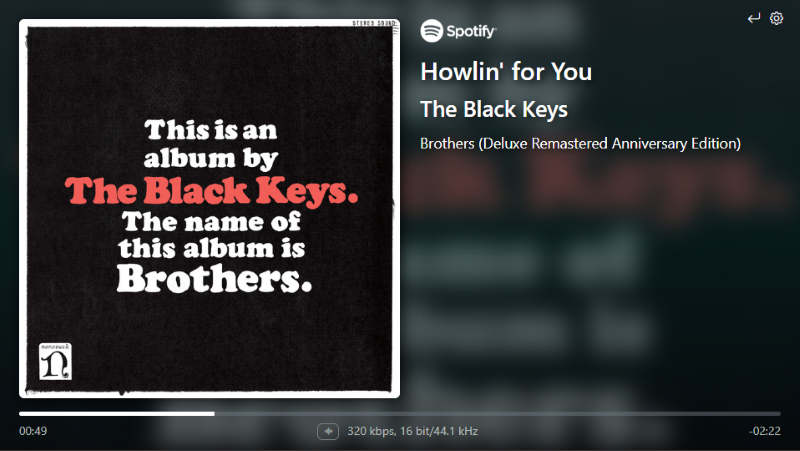 STEREO SOUND
This is an
album by
The Black Keys.
The name of
this album is
Brothers.
nonesuch
n
Spotify
Howlin' for You
The Black Keys
Brothers (Deluxe Remastered Anniversary Edition)
00:49
320 kbps, 16 bit/44.1 kHz
-02:22